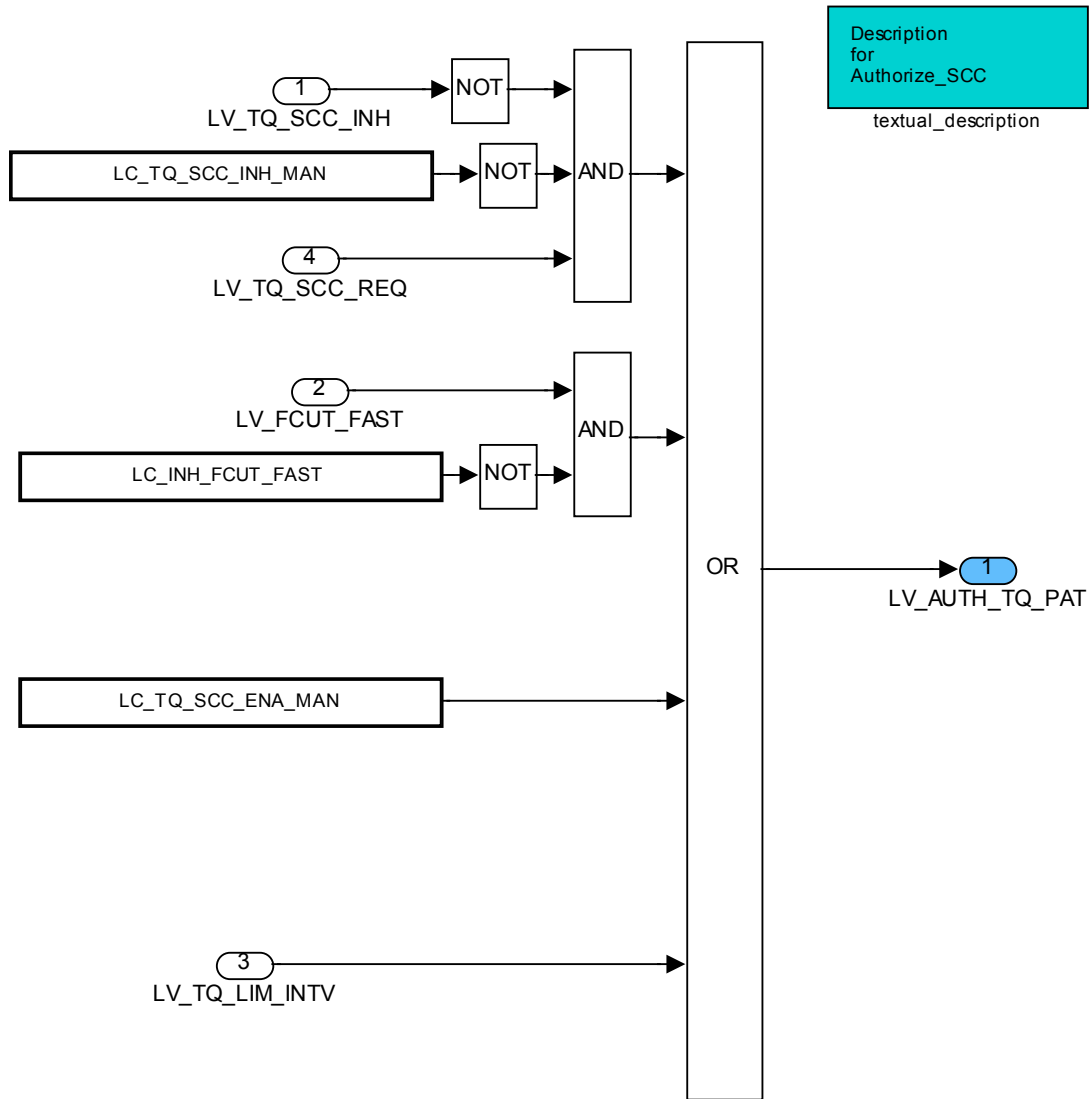 Description
for
Authorize_SCC
textual_description
1
NOT
LV_TQ_SCC_INH
LC_TQ_SCC_INH_MAN
NOT
AND
4
LV_TQ_SCC_REQ
2
LV_FCUT_FAST
AND
LC_INH_FCUT_FAST
NOT
OR
1
LV_AUTH_TQ_PAT
LC_TQ_SCC_ENA_MAN
3
LV_TQ_LIM_INTV